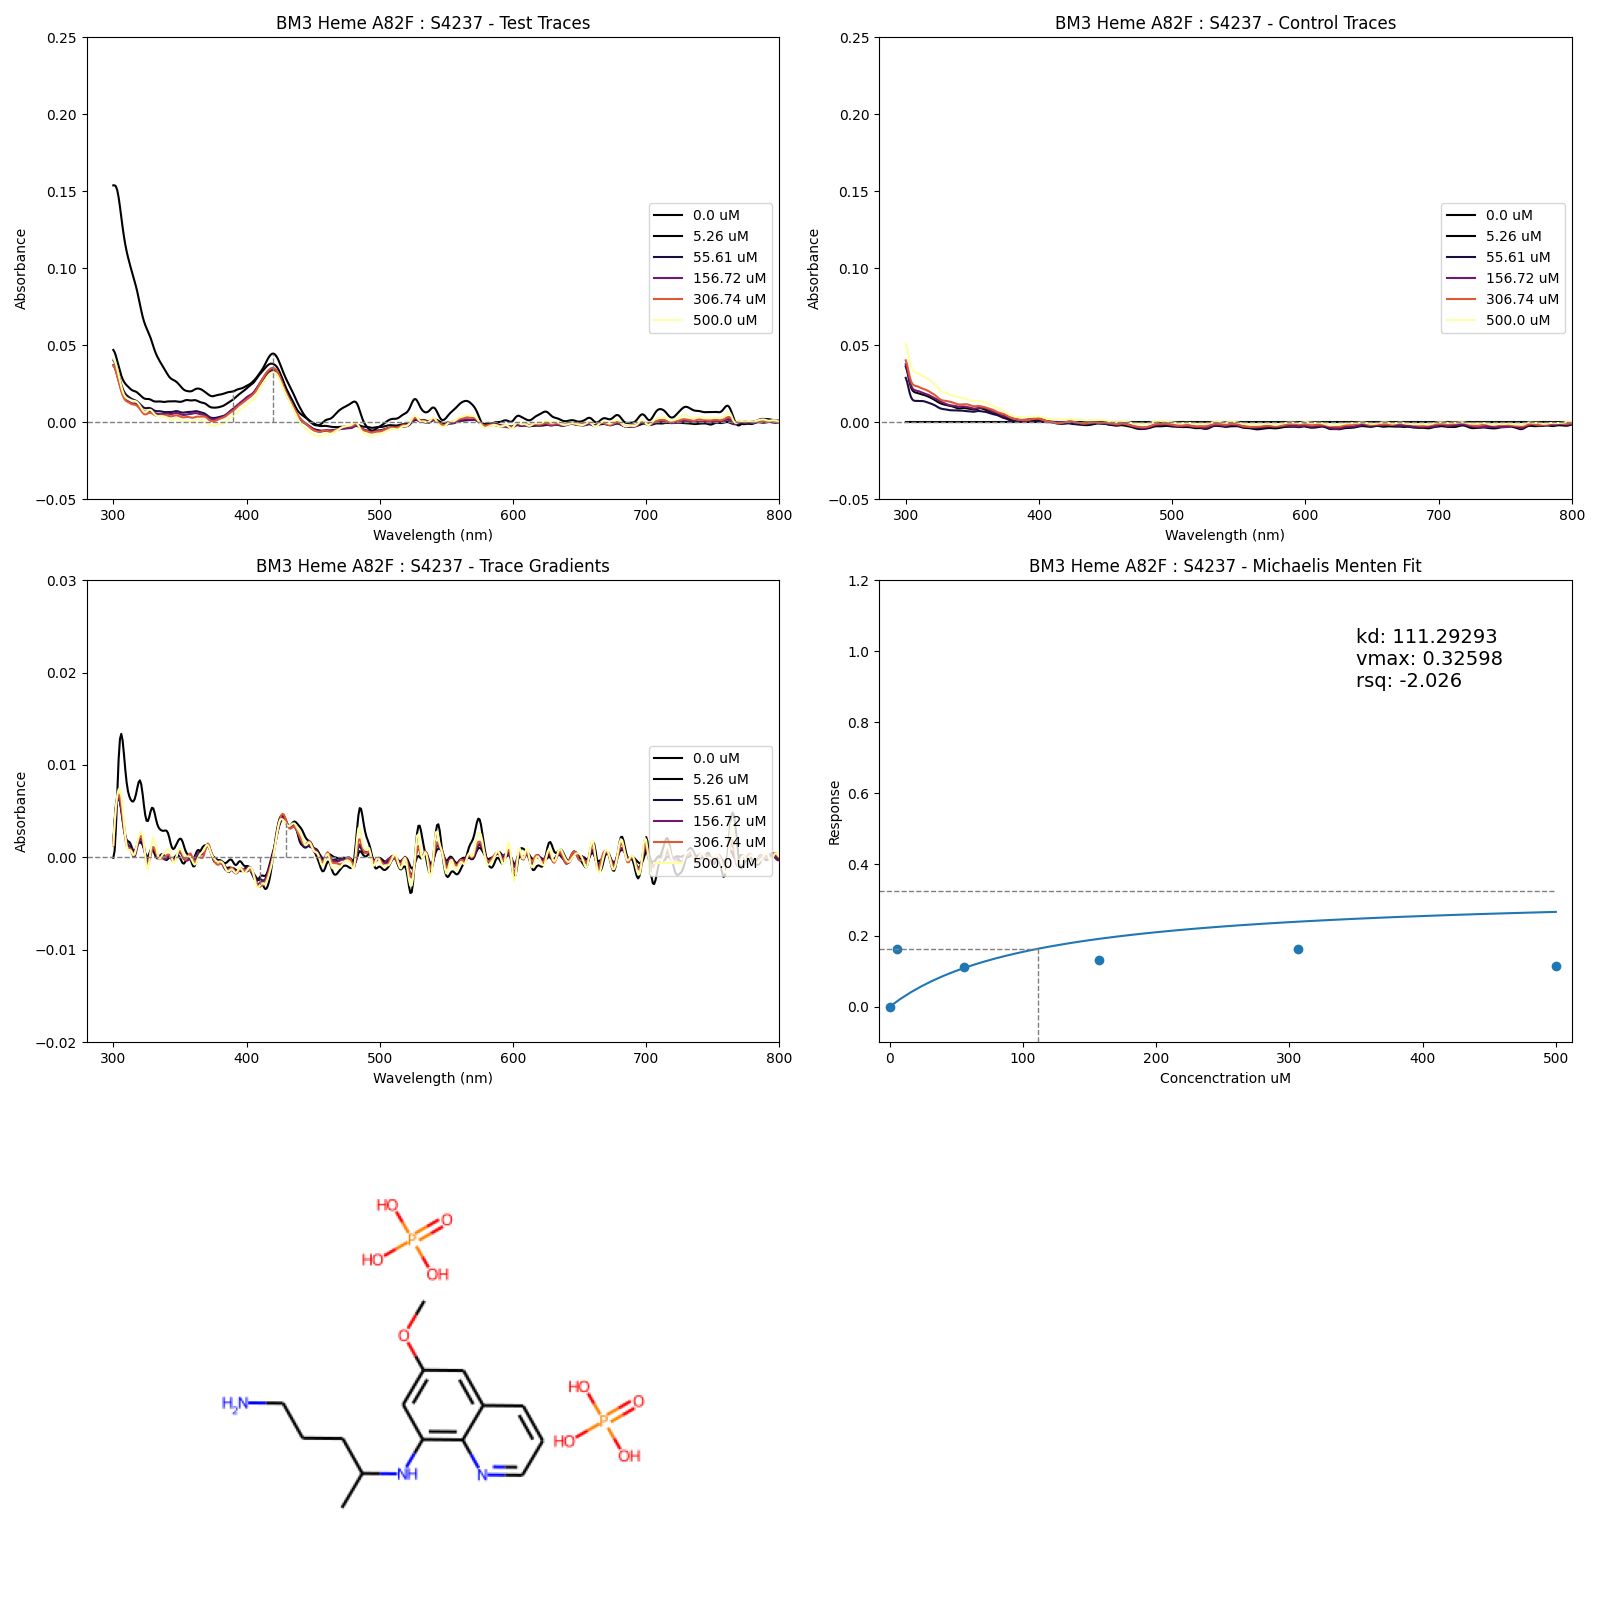 BM3 Heme A82F : S4237 - Test Traces
0.25
0.20
0.15
0.10
0.05
0.00
−0.05
Absorbance
300 400 500 600 700 800
Wavelength (nm)
0.0 uM
5.26 uM
55.61 uM
156.72 uM
306.74 uM
500.0 uM
BM3 Heme A82F : S4237 - Control Traces
0.25
0.20
0.15
0.10
0.05
0.00
−0.05
Absorbance
300 400 500 600 700 800
Wavelength (nm)
0.0 uM
5.26 uM
55.61 uM
156.72 uM
306.74 uM
500.0 uM
BM3 Heme A82F : S4237 - Trace Gradients
0.03
0.02
0.01
0.00
−0.01
−0.02
Absorbance
300 400 500 600 700 800
Wavelength (nm)
0.0 uM
5.26 uM
55.61 uM
156.72 uM
306.74 uM
500.0 uM
BM3 Heme A82F : S4237 - Michaelis Menten Fit
1.2
1.0
0.8
0.6
0.4
0.2
0.0
Response
0 100 200 300 400 500
Concenctration uM
kd: 111.29293
vmax: 0.32598
rsq: -2.026
HO
O
P
HO
OH
O
HO
O
H2N
P
HO
OH
NH
N